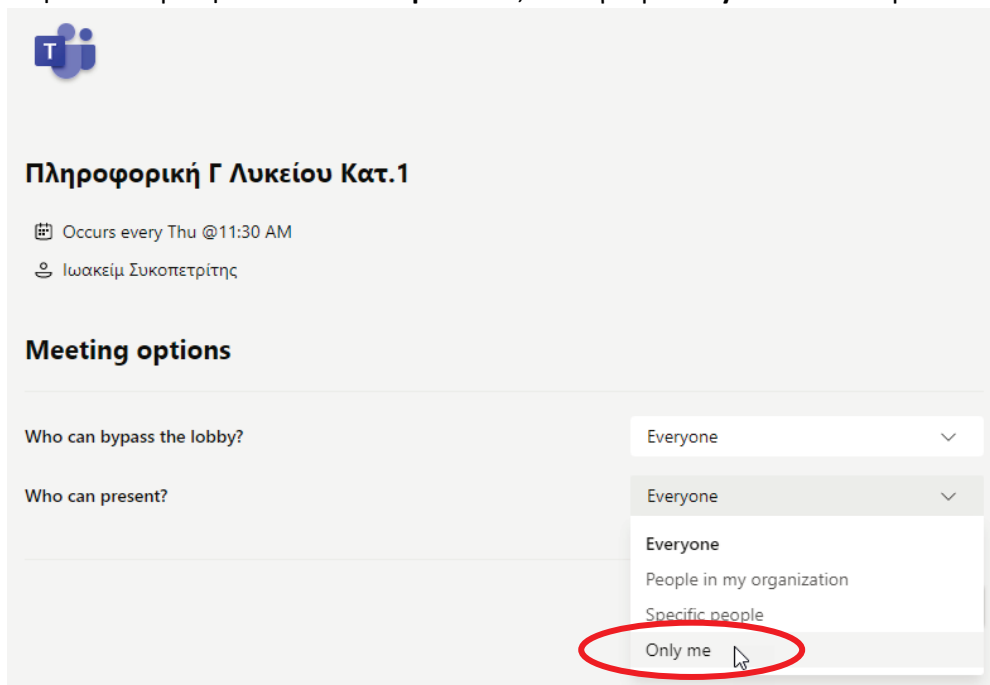 T
Πληροφορική Γ Λυκείου Κατ.1
Occurs every Thu @11:30 AM
Ιωακείμ Συκοπετρίτης
Meeting options
Who can bypass the lobby?
Everyone
Who can present?
Everyone
Everyone
People in my organization
Specific people
Only me